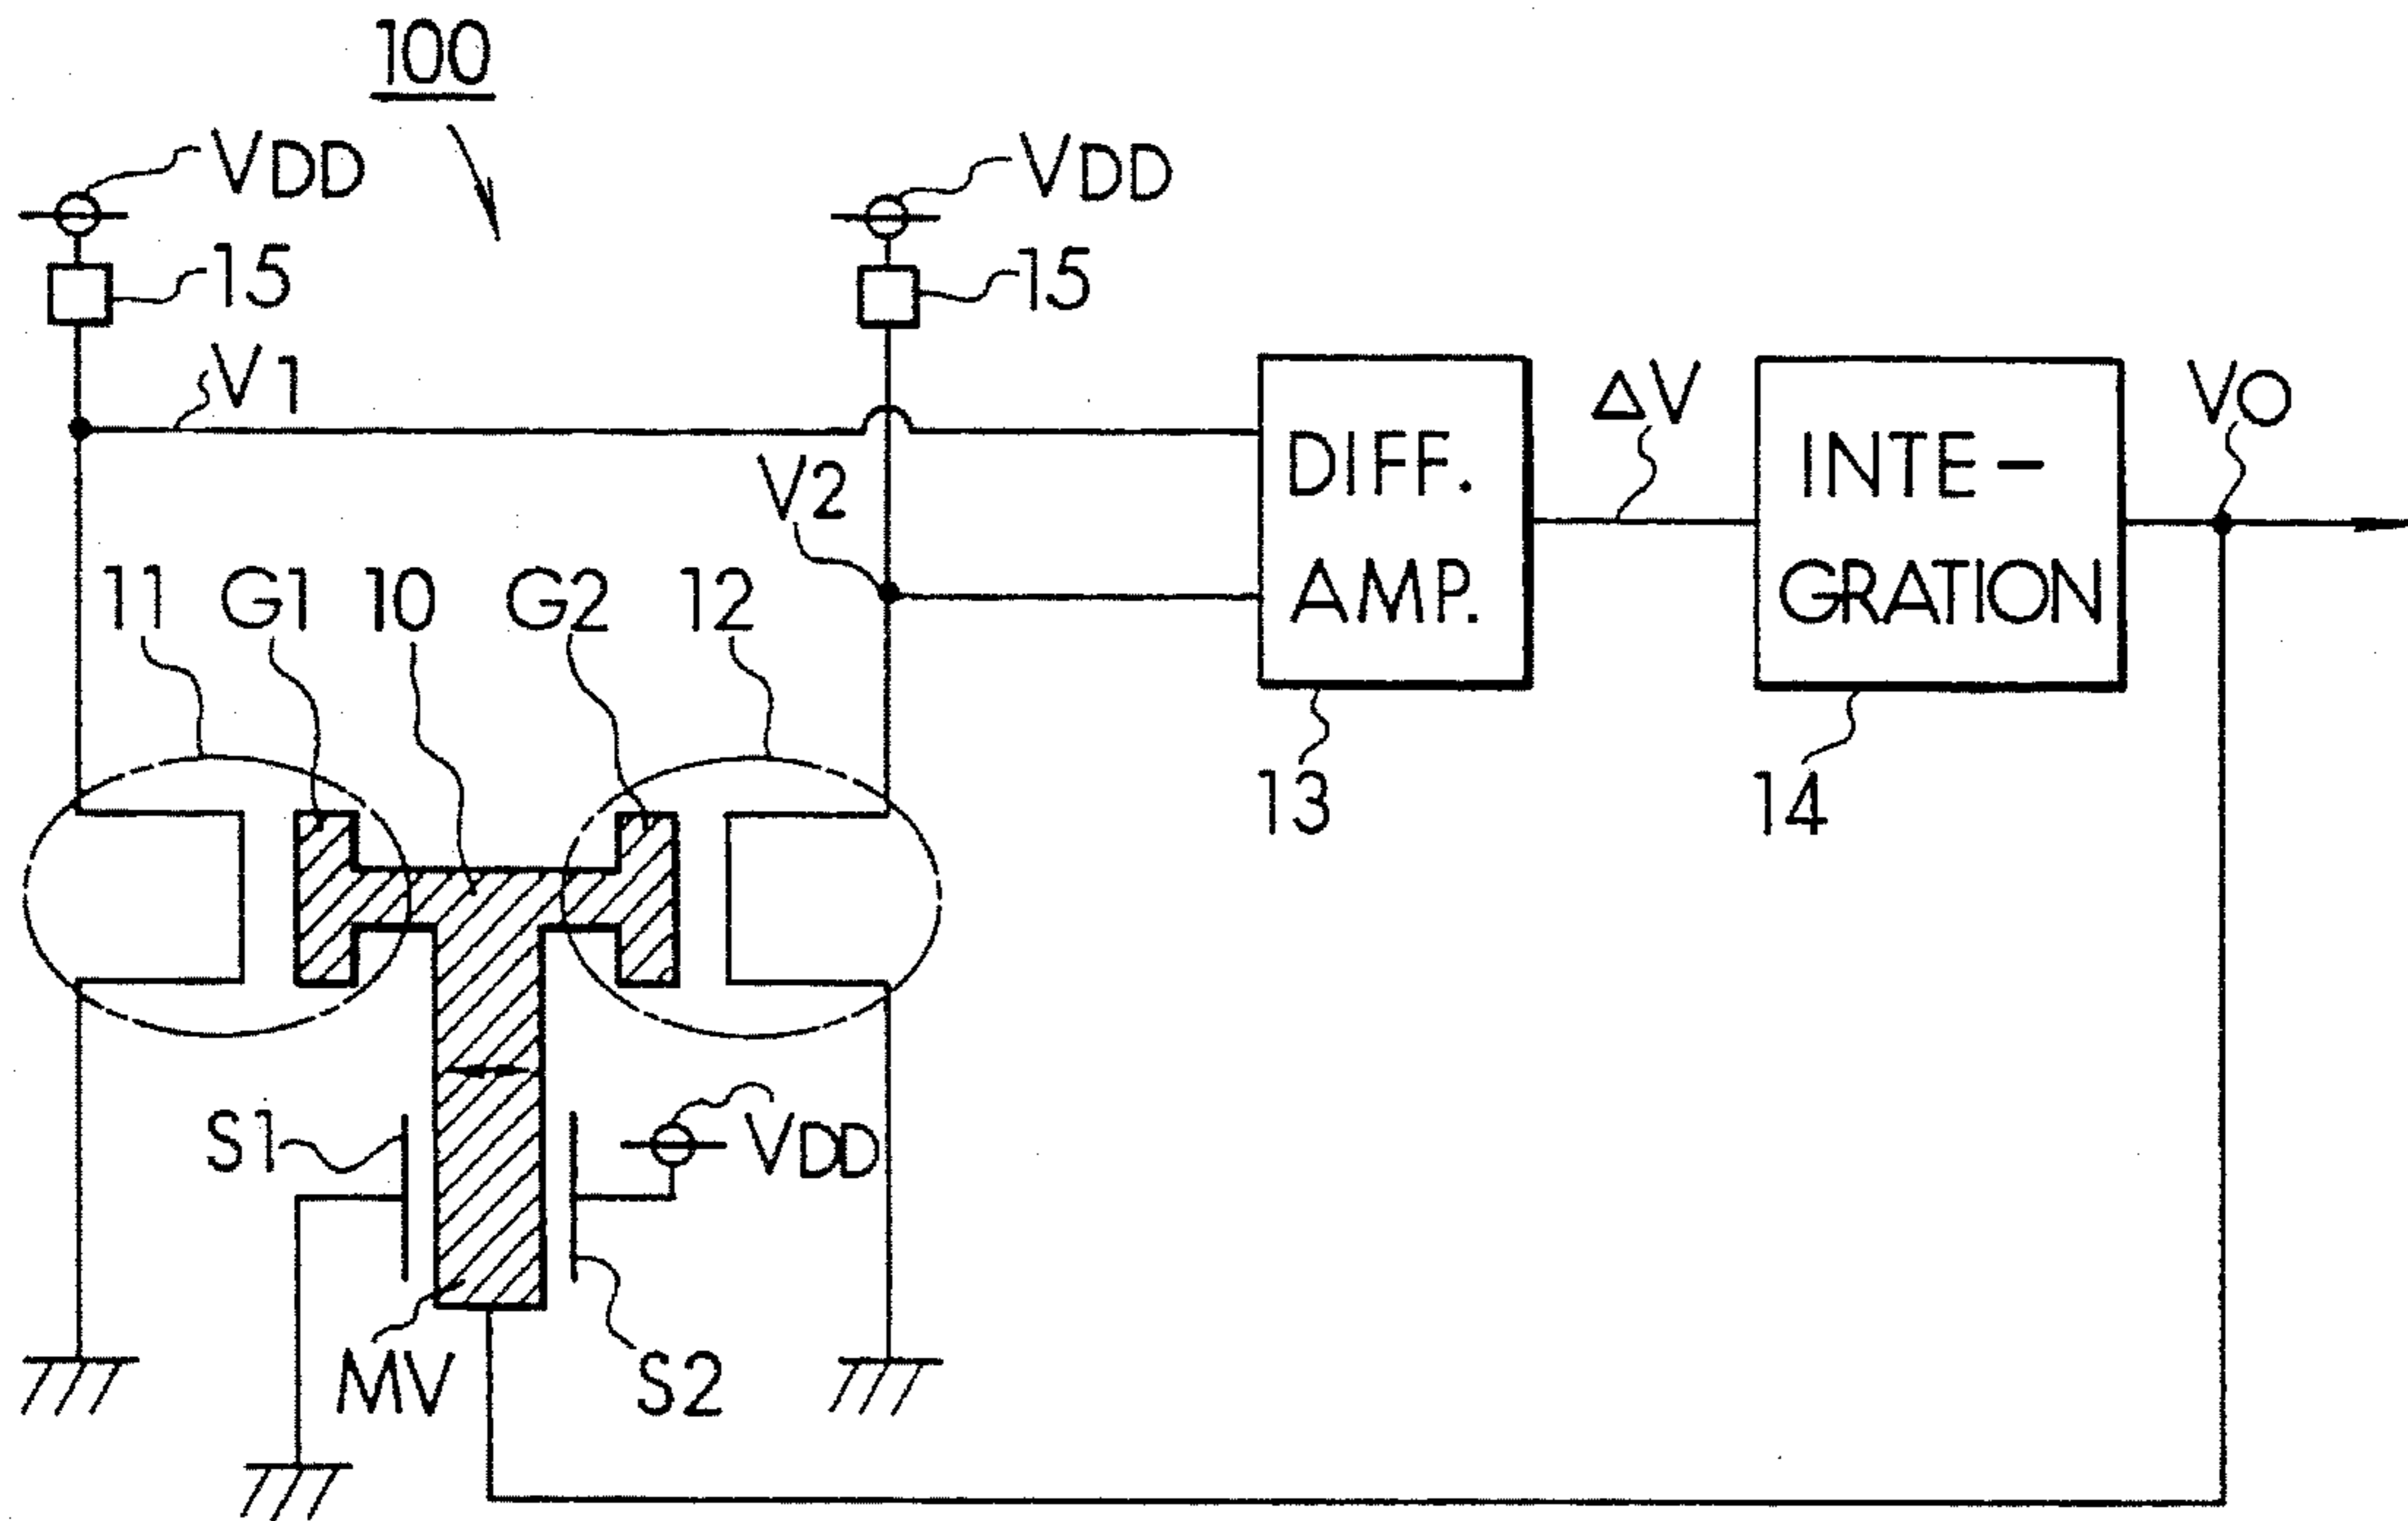 100
VDD
VDD
15
15
V1
ΔV
VO
V2
DIFF.
AMP.
INTE-
GRATION
11
G1
10
G2
12
13
14
S1
VDD
MV
S2